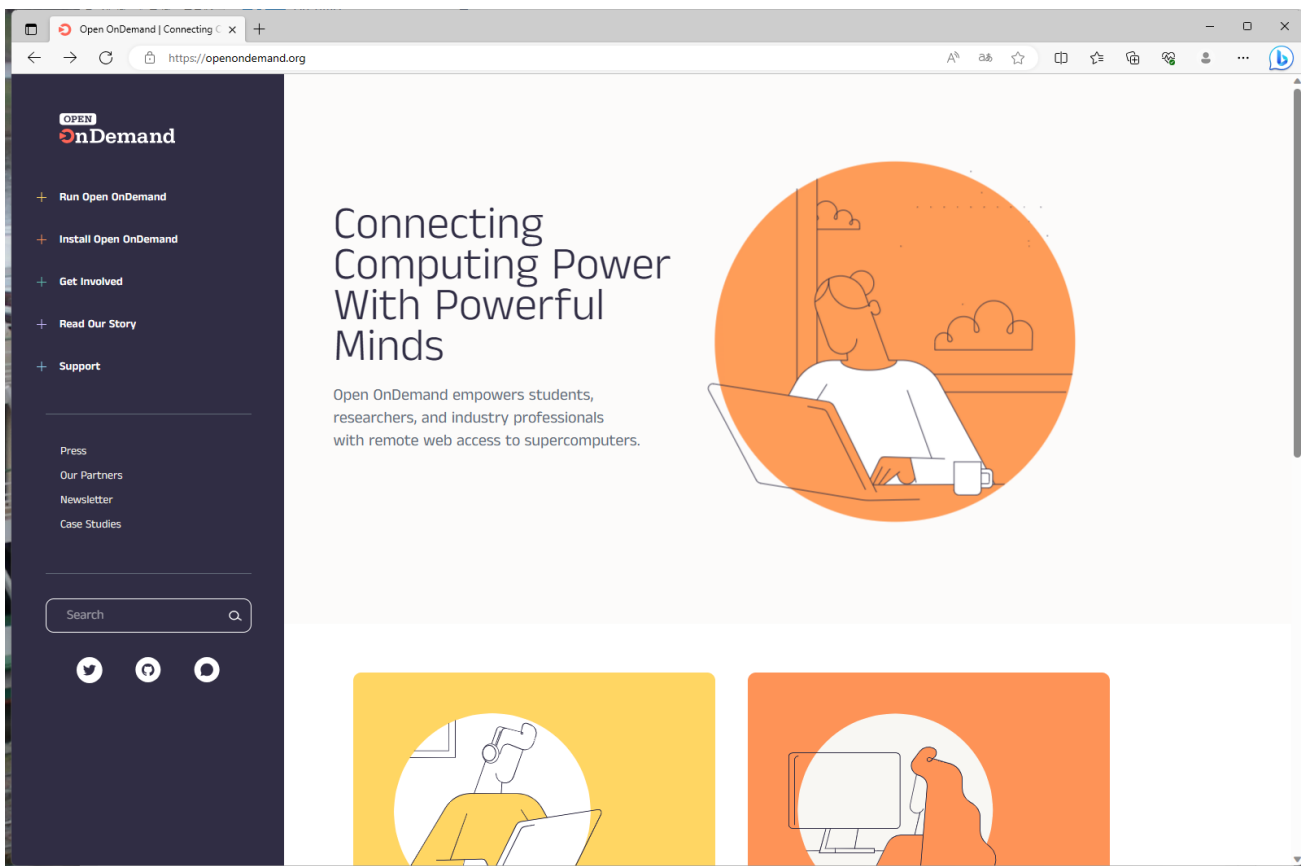 Open OnDemand | Connecting C
https://openondemand.org
OPEN
OnDemand
Run Open OnDemand
Install Open OnDemand
Get Involved
Read Our Story
Support
Press
Our Partners
Newsletter
Case Studies
Search
Connecting
Computing Power
With Powerful
Minds
Open OnDemand empowers students,
researchers, and industry professionals
with remote web access to supercomputers.